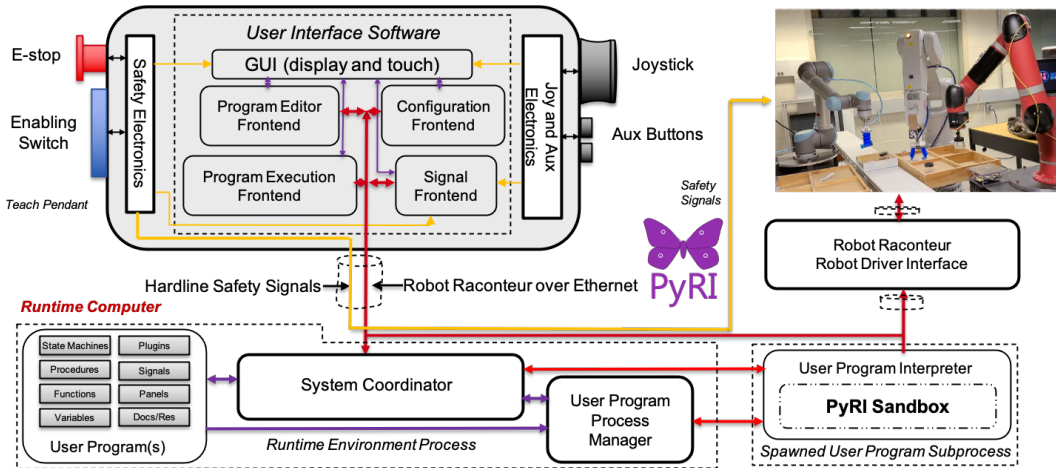 User Interface Software
GUI (display and touch)
E-stop
Enabling
Switch
Safety Electronics
Program Editor
Frontend
Configuration
Frontend
Program Execution
Frontend
Signal
Frontend
Joy and Aux
Electronics
Joystick
Aux Buttons
Teach Pendant
Safety
Signals
PyRI
Robot Raconteur
Robot Driver Interface
Hardline Safety Signals
Robot Raconteur over Ethernet
Runtime Computer
State Machines
Plugins
Procedures
Signals
Functions
Panels
Variables
Docs/Res
User Program(s)
System Coordinator
User Program
Process
Manager
Runtime Environment Process
User Program Interpreter
PyRI Sandbox
Spawned User Program Subprocess